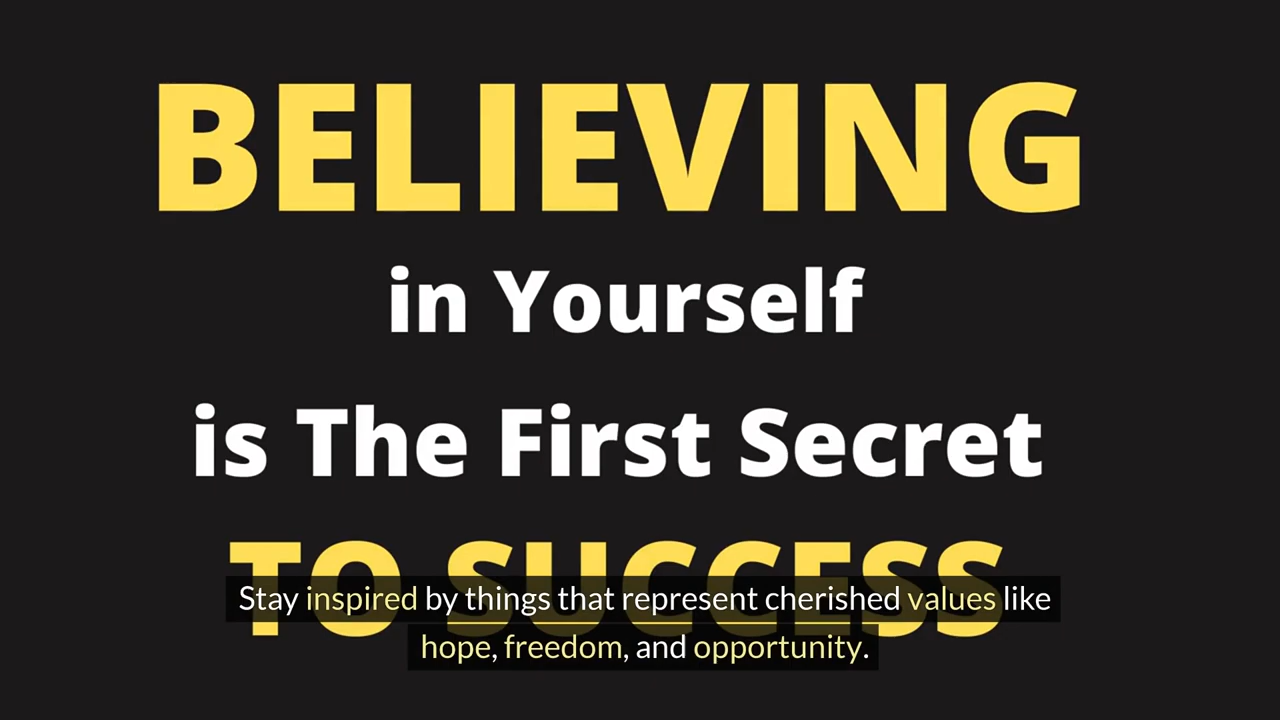 BELIEVING
in Yourself
is The First Secret
TO SUCCESS
Stay inspired by things that represent cherished values like
hope, freedom, and opportunity.